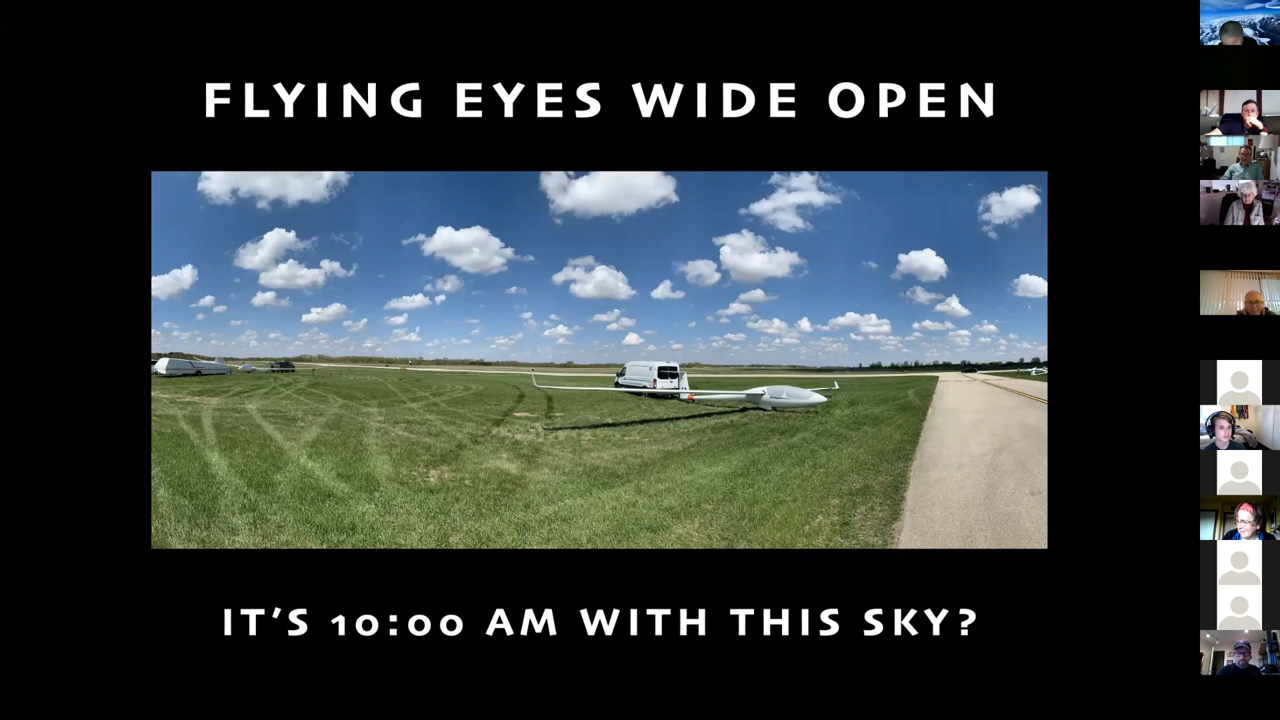 FLYING EYES WIDE OPEN
IT’S 10:00 AM WITH THIS SKY?